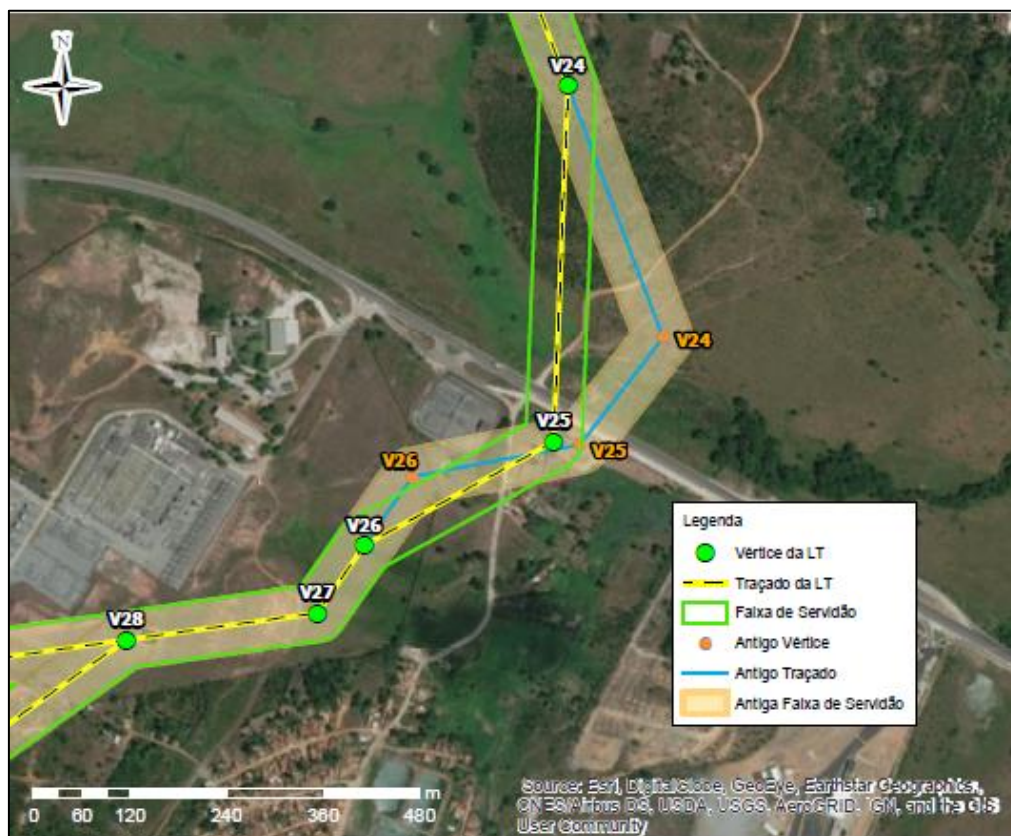 N
V24
V24
V25
V25
V26
V26
V27
V28
Legenda
Vértice da LT
Traçado da LT
Faixa de Servidão
Antigo Vértice
Antigo Traçado
Antiga Faixa de Servidão
0 60 120 240 360 480 m
Source: Esri, DigitalGlobe, GeoEye, Earthstar Geographics,
CNES/Airbus DS, USDA, USGS, AeroGRID, IGN, and the GIS
User Community